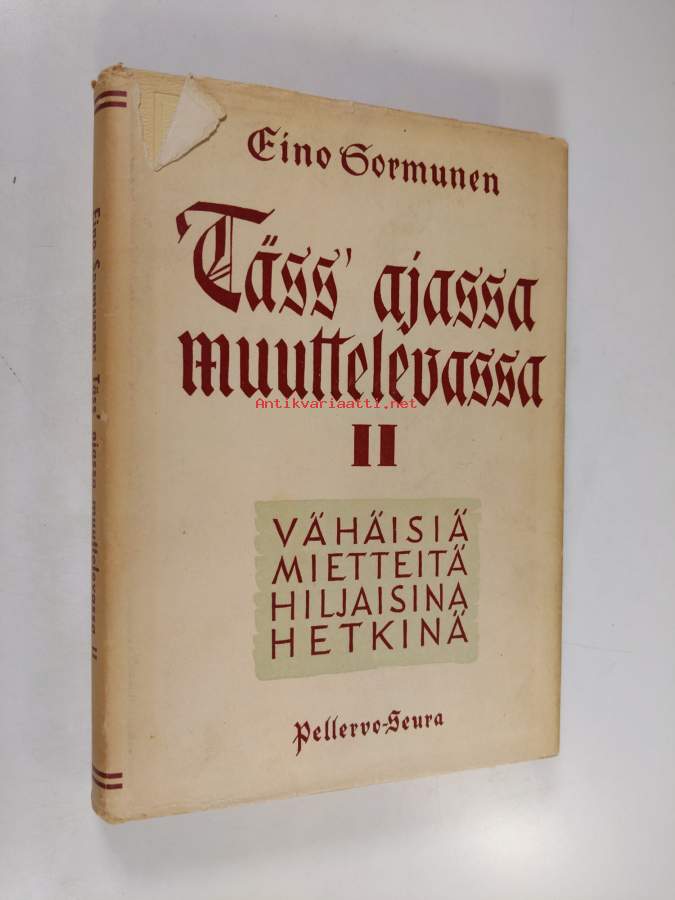 Eino Sormunen
Täss' ajassa
muuttelevassa
II
VÄHÄISIÄ
MIETTEITÄ
HILJAISINA
HETKINÄ
Pellervo-Seura
Eino Sormunen: Täss' ajassa muuttelevassa II
Antikvariaatti.net